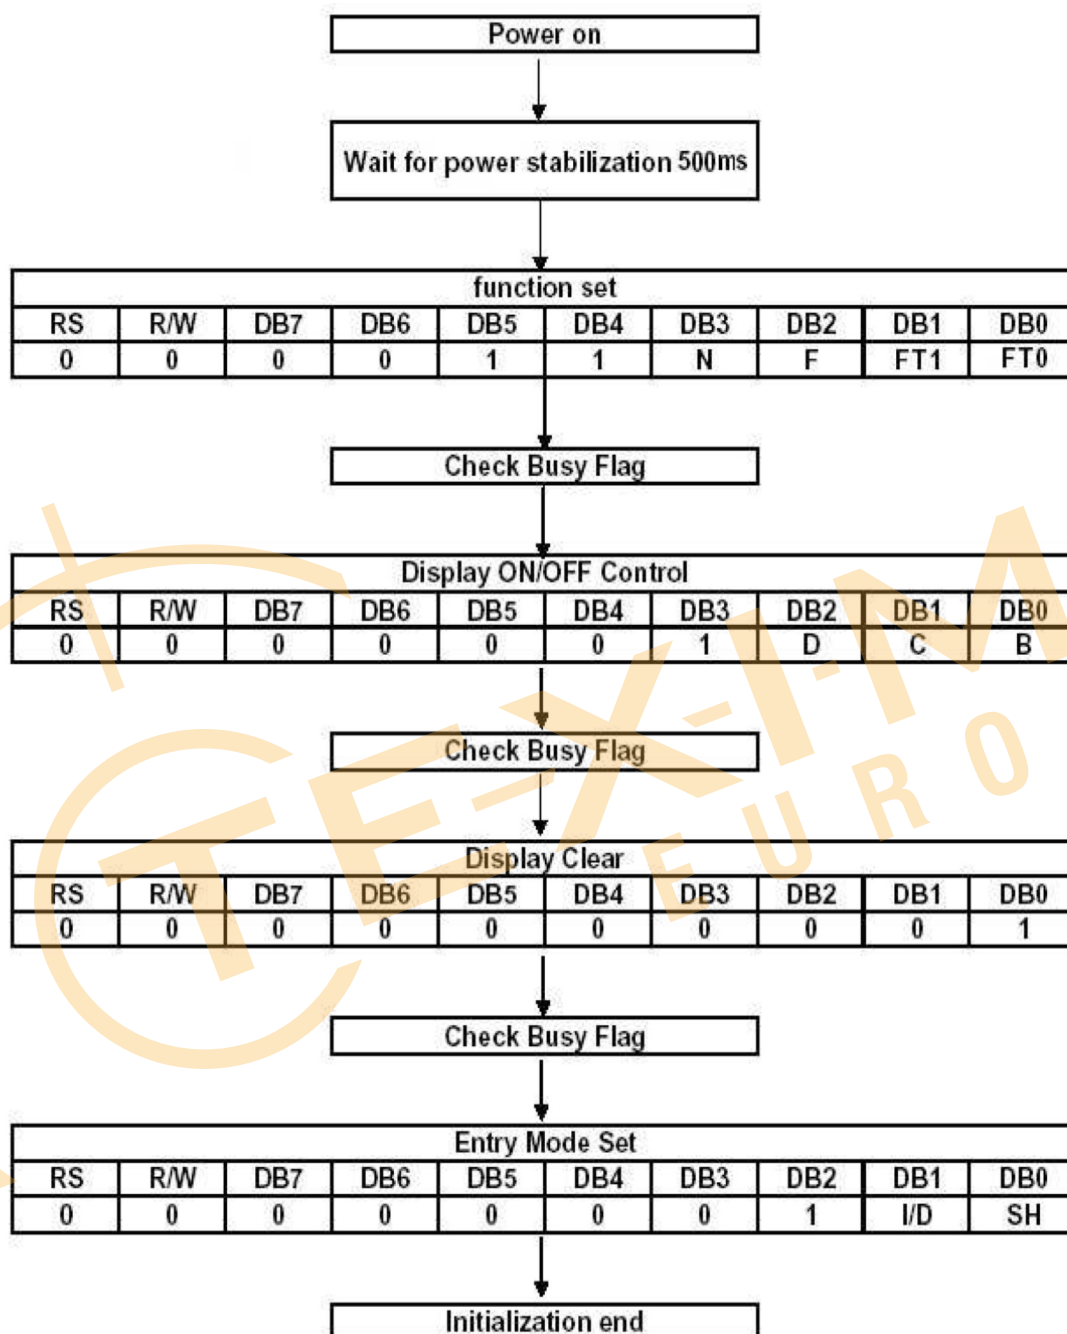 Power on
Wait for power stabilization 500ms
function set
RS R/W DB7 DB6 DB5 DB4 DB3 DB2 DB1 DB0
0 0 0 0 1 1 N F FT1 FT0
Check Busy Flag
Display ON/OFF Control
RS R/W DB7 DB6 DB5 DB4 DB3 DB2 DB1 DB0
0 0 0 0 0 0 1 D C B
Check Busy Flag
Display Clear
RS R/W DB7 DB6 DB5 DB4 DB3 DB2 DB1 DB0
0 0 0 0 0 0 0 0 0 1
Check Busy Flag
Entry Mode Set
RS R/W DB7 DB6 DB5 DB4 DB3 DB2 DB1 DB0
0 0 0 0 0 0 0 1 I/D SH
Initialization end
TEXIM
EURO